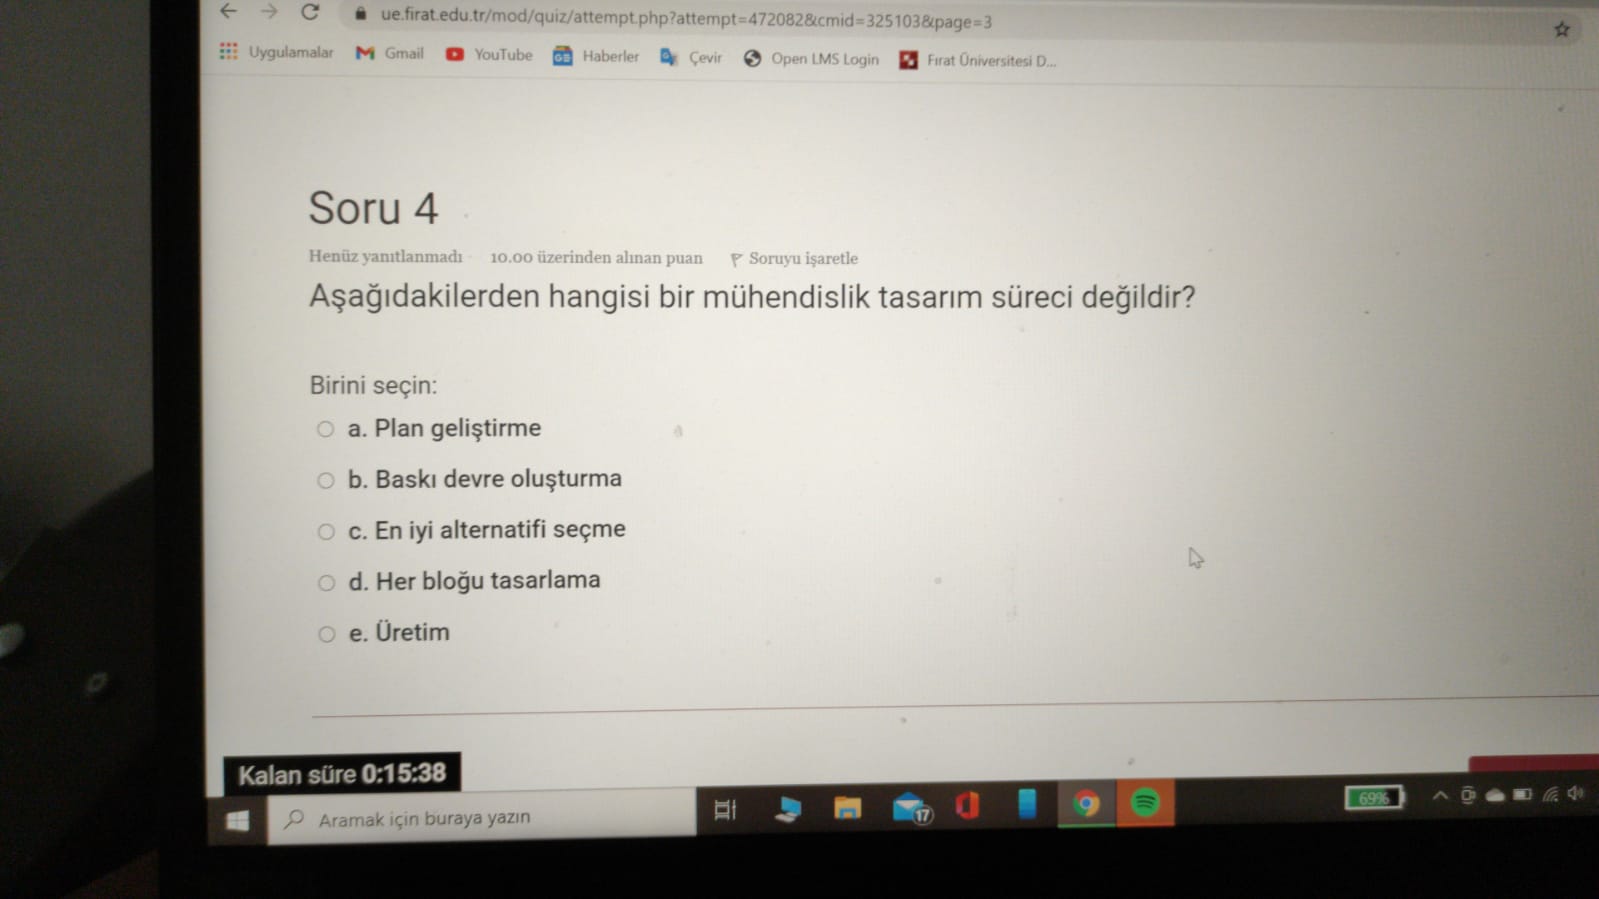 ue.firat.edu.tr/mod/quiz/attempt.php?attempt=472082&cmid=325103&page=3
Uygulamalar Gmail YouTube Haberler Çevir Open LMS Login Fırat Üniversitesi D...
Soru 4
Henüz yanıtlanmadı 10.00 üzerinden alınan puan Soruyu işaretle
Aşağıdakilerden hangisi bir mühendislik tasarım süreci değildir?
Birini seçin:
a. Plan geliştirme
b. Baskı devre oluşturma
c. En iyi alternatifi seçme
d. Her bloğu tasarlama
e. Üretim
Kalan süre 0:15:38
Aramak için buraya yazın 17 69%